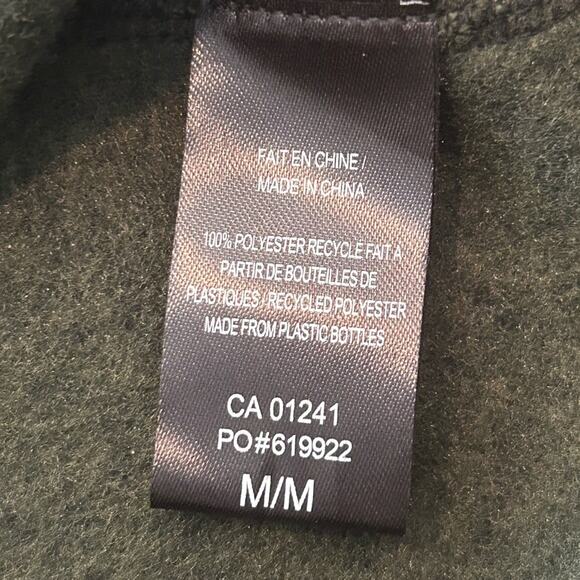 FAIT EN CHINE /
MADE IN CHINA
100% POLYESTER RECYCLE FAIT A
PARTIR DE BOUTEILLES DE
PLASTIQUES / RECYCLED POLYESTER
MADE FROM PLASTIC BOTTLES
CA 01241
PO#619922
M/M